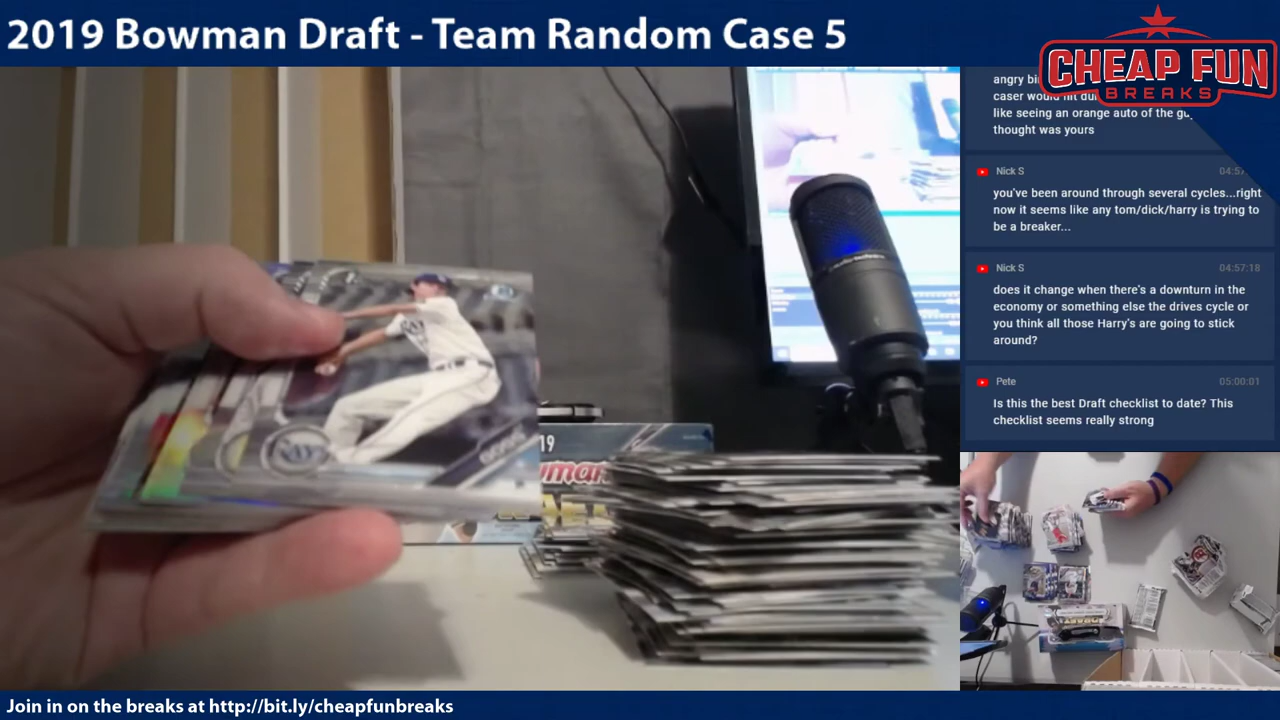 2019 Bowman Draft - Team Random Case 5
CHEAP FUN
BREAKS
angry
caser would hit
like seeing an orange auto of the
thought was yours
Nick S
you've been around through several cycles...right
now it seems like any tom/dick/harry is trying to
be a breaker...
Nick S 04:57:18
does it change when there's a downturn in the
economy or something else the drives cycle or
you think all those Harry's are going to stick
around?
Pete 05:00:01
Is this the best Draft checklist to date? This
checklist seems really strong
RAYS
19
Join in on the breaks at http://bit.ly/cheapfunbreaks